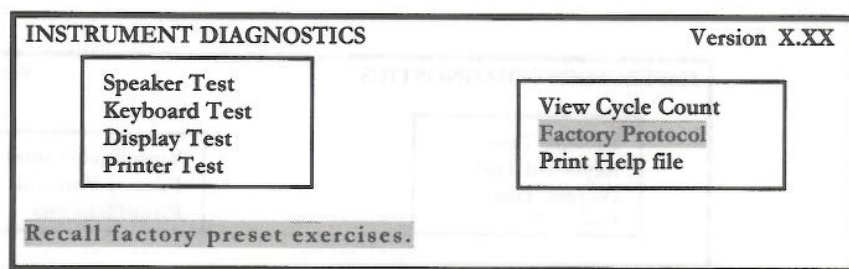 INSTRUMENT DIAGNOSTICS Version X.XX
Speaker Test
Keyboard Test
Display Test
Printer Test
View Cycle Count
Factory Protocol
Print Help file
Recall factory preset exercises.